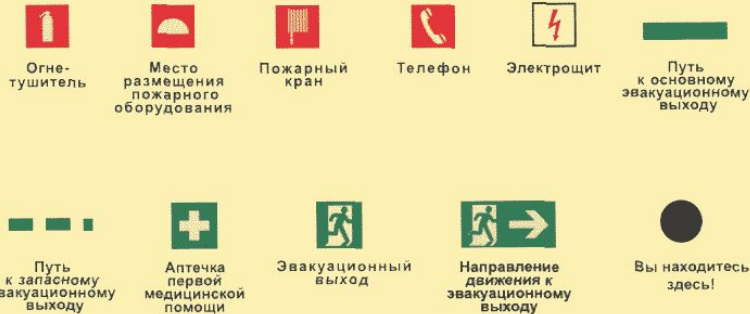 Огне-
тушитель
Место
размещения
пожарного
оборудования
Пожарный
кран
Телефон
Электрощит
Путь
к основному
эвакуационному
выходу
Путь
к запасному
вакуационному
выходу
Аптечка
первой
медицинской
помощи
Эвакуационный
выход
Направление
движения к
эвакуационному
выходу
Вы находитесь
здесь!